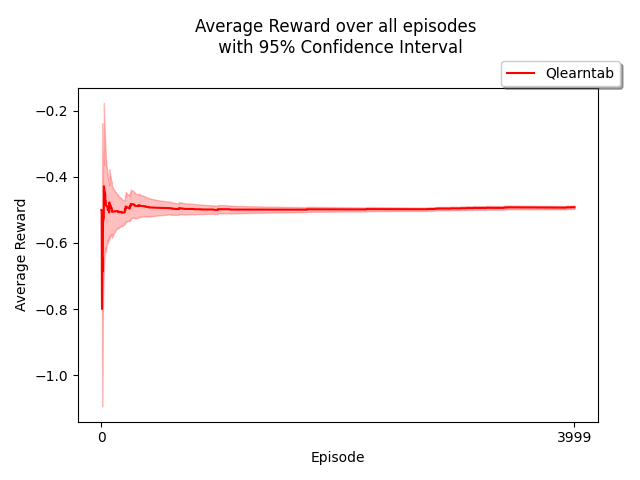 Average Reward over all episodes
with 95% Confidence Interval
Qlearntab
−0.2
−0.4
−0.6
−0.8
−1.0
Average Reward
0
3999
Episode